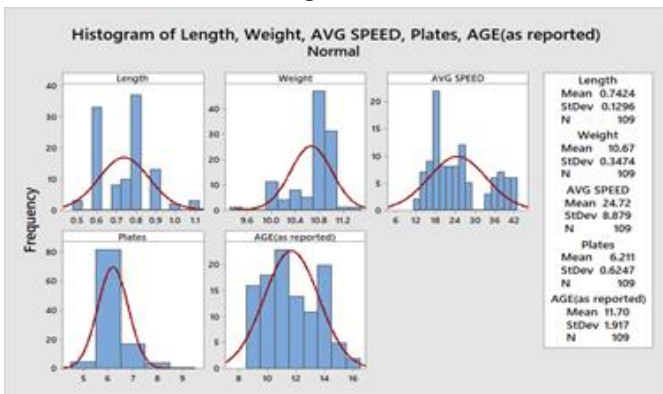 Histogram of Length, Weight, AVG SPEED, Plates, AGE(as reported)
Normal
Length
Weight
AVG SPEED
40
30
20
10
0
0.5 0.6 0.7 0.8 0.9 1.0 1.1
40
30
20
10
0
9.6 10.0 10.4 10.8 11.2
20
15
10
5
0
6 12 18 24 30 36 42
Frequency
Plates
AGE(as reported)
80
60
40
20
0
5 6 7 8 9
20
15
10
5
0
8 10 12 14 16
Length
Mean 0.7424
StDev 0.1296
N 109
Weight
Mean 10.67
StDev 0.3474
N 109
AVG SPEED
Mean 24.72
StDev 8.879
N 109
Plates
Mean 6.211
StDev 0.6247
N 109
AGE(as reported)
Mean 11.70
StDev 1.917
N 109